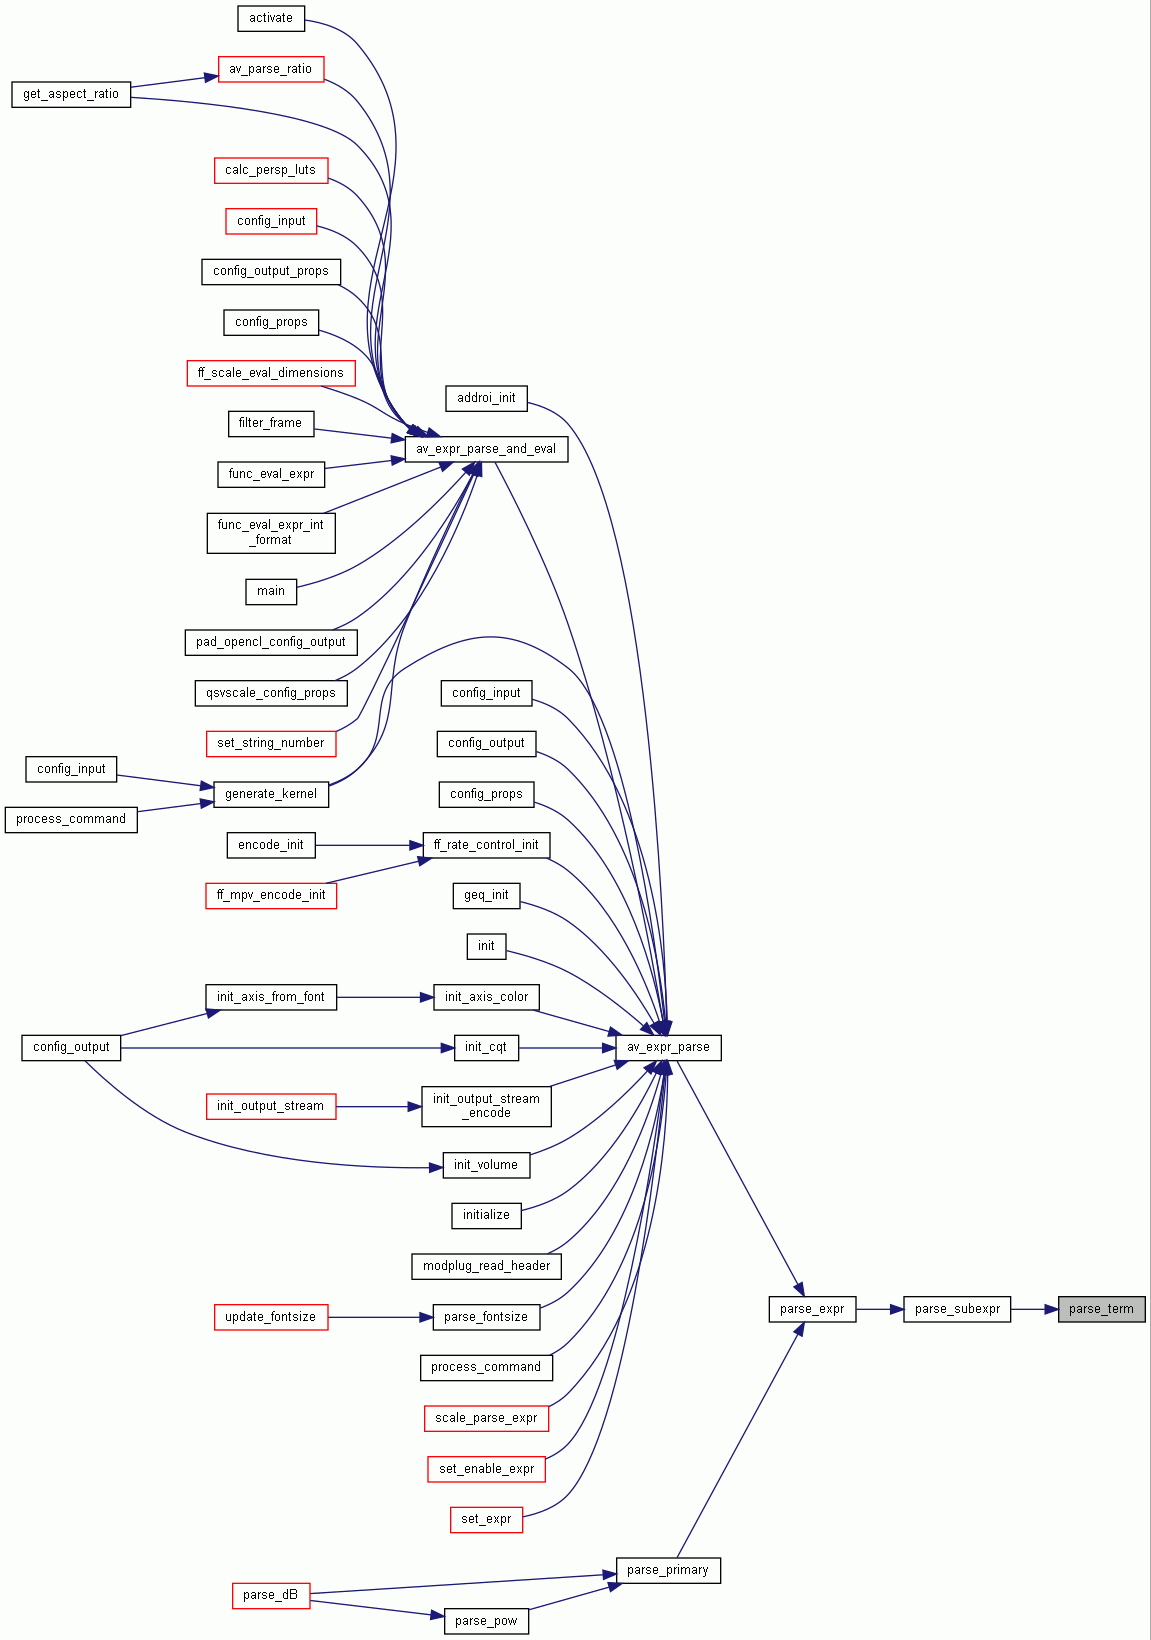 activate
av_parse_ratio
get_aspect_ratio
calc_persp_luts
config_input
config_output_props
config_props
ff_scale_eval_dimensions
addroi_init
filter_frame
av_expr_parse_and_eval
func_eval_expr
func_eval_expr_int
_format
main
pad_opencl_config_output
qsvscale_config_props
config_input
set_string_number
config_output
config_input
generate_kernel
config_props
process_command
encode_init
ff_rate_control_init
ff_mpv_encode_init
geq_init
init
init_axis_from_font
init_axis_color
config_output
init_cqt
av_expr_parse
init_output_stream
init_output_stream
_encode
init_volume
initialize
modplug_read_header
update_fontsize
parse_fontsize
parse_expr
parse_subexpr
parse_term
process_command
scale_parse_expr
set_enable_expr
set_expr
parse_primary
parse_dB
parse_pow